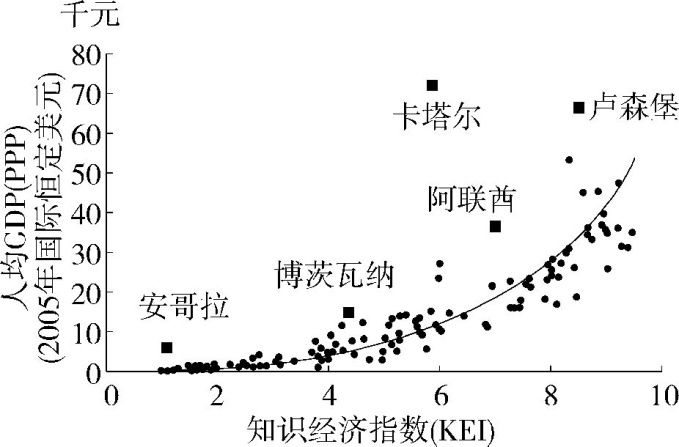 千元
人均GDP(PPP)
(2005年国际恒定美元)
80
70
60
50
40
30
20
10
0
卡塔尔
卢森堡
阿联酋
博茨瓦纳
安哥拉
0
2
4
6
8
10
知识经济指数(KEI)